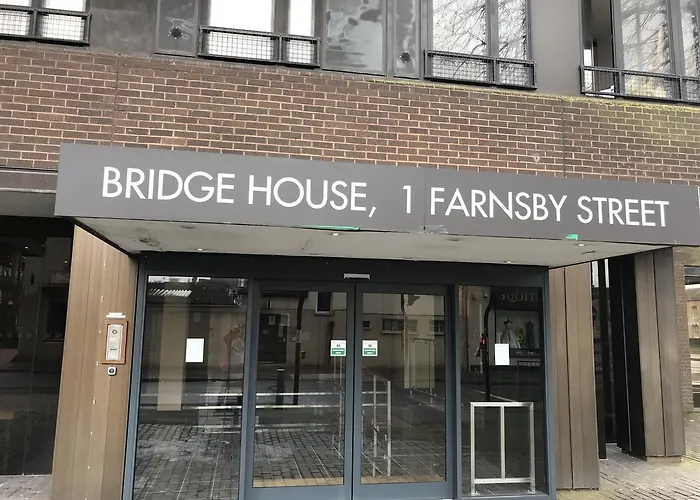 BRIDGE HOUSE, 1 FARNSBY STREET